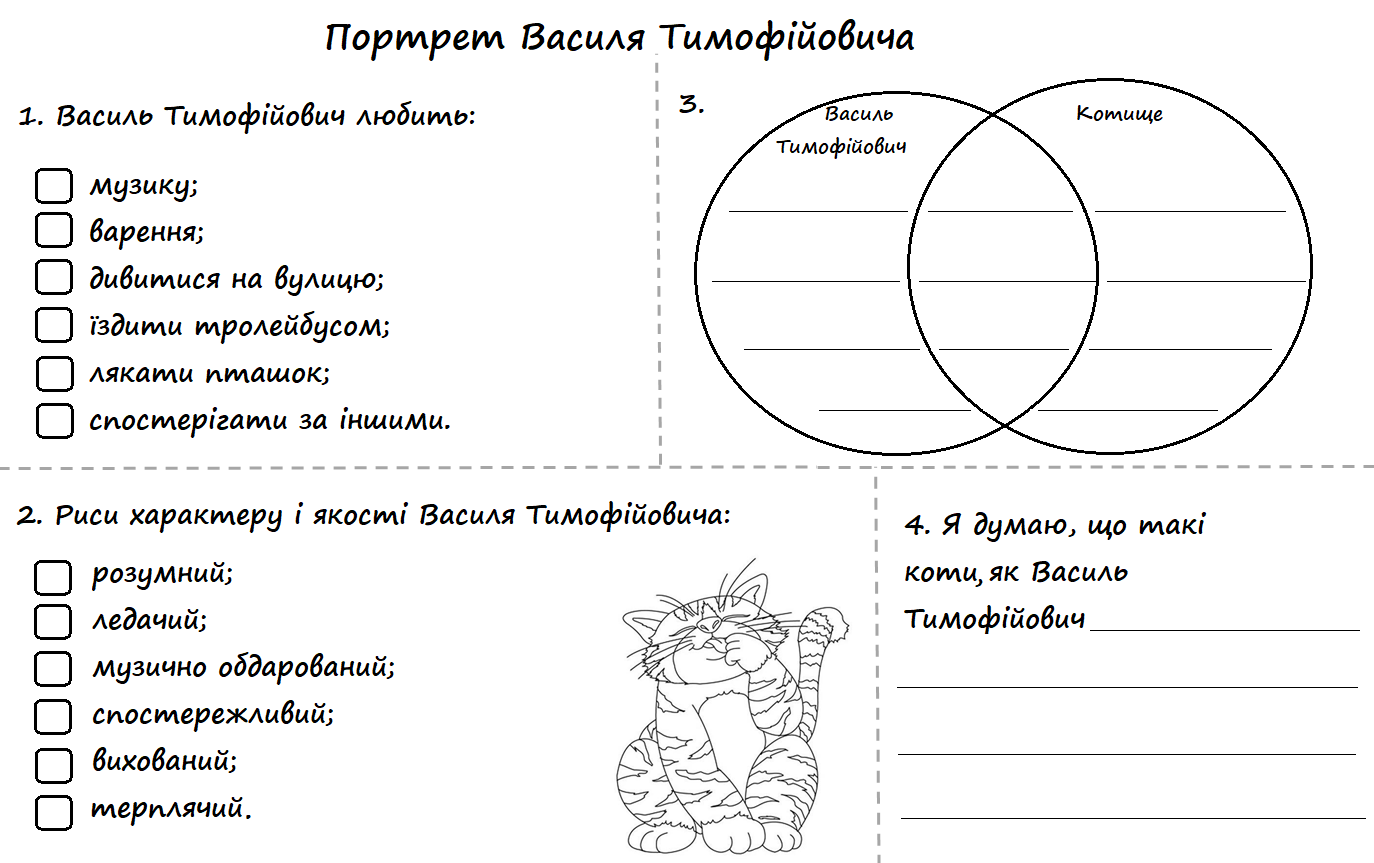 Портрет Василя Тимофійовича
1. Василь Тимофійович любить:
музику;
варення;
дивитися на вулицю;
їздити тролейбусом;
лякати пташок;
спостерігати за іншими.
3.
Василь
Тимофійович
Котище
2. Риси характеру і якості Василя Тимофійовича:
розумний;
ледачий;
музично обдарований;
спостережливий;
вихований;
терплячий.
4. Я думаю, що такі
коти, як Василь
Тимофійович